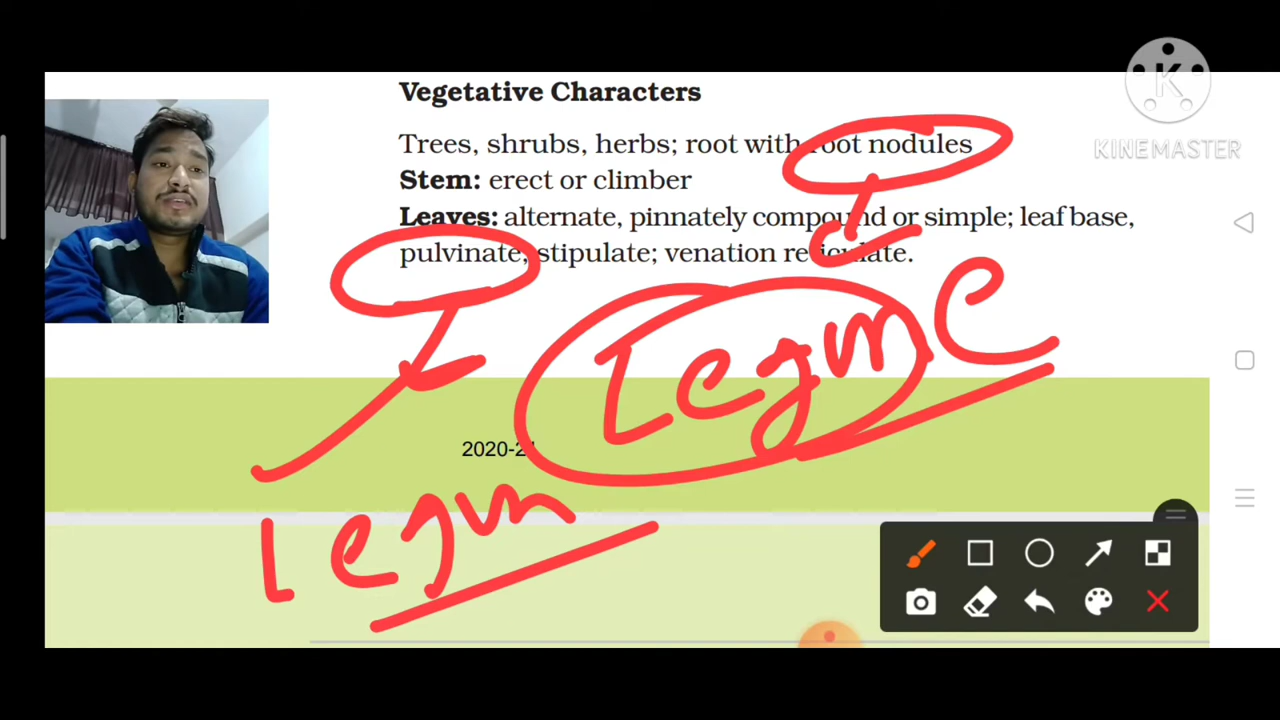 Vegetative Characters
KINEMASTER
Trees, shrubs, herbs; root with root nodules
Stem: erect or climber
Leaves: alternate, pinnately compound or simple; leaf base,
pulvinate, stipulate; venation reticulate.
Legm
2020-21
legum